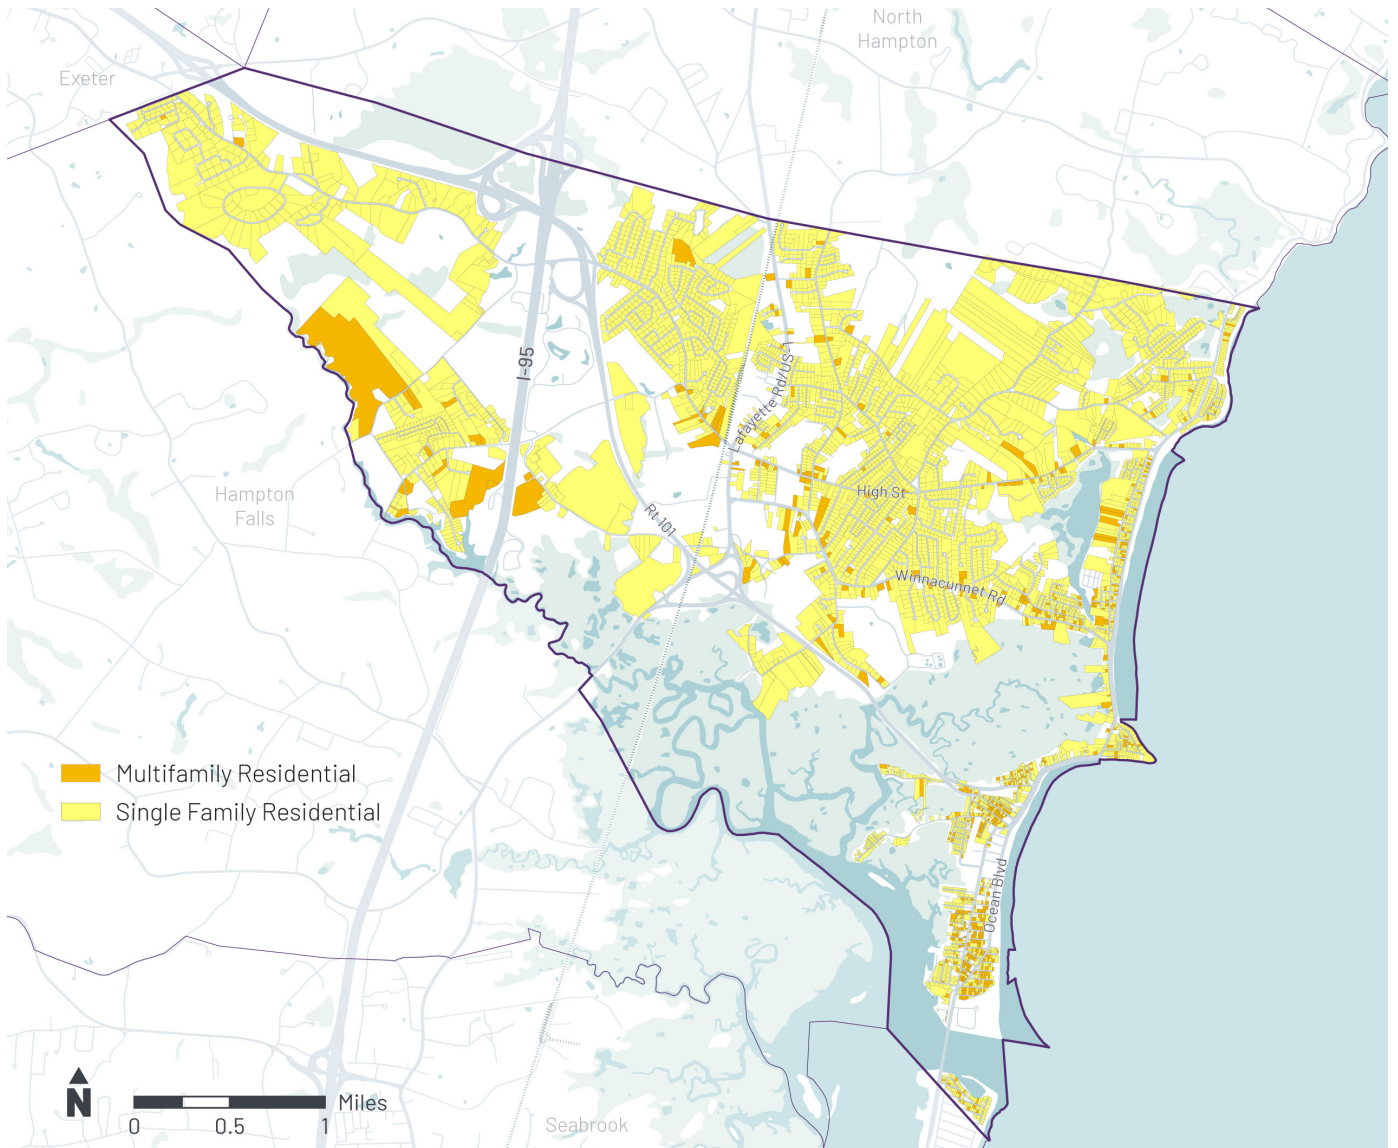 North
Hampton
Exeter
I-95
Lafayette Rd/US-1
High St
Hampton
Falls
Rt 101
Winnacunnet Rd
Multifamily Residential
Single Family Residential
Ocean Blvd
N
Miles
0 0.5 1
Seabrook